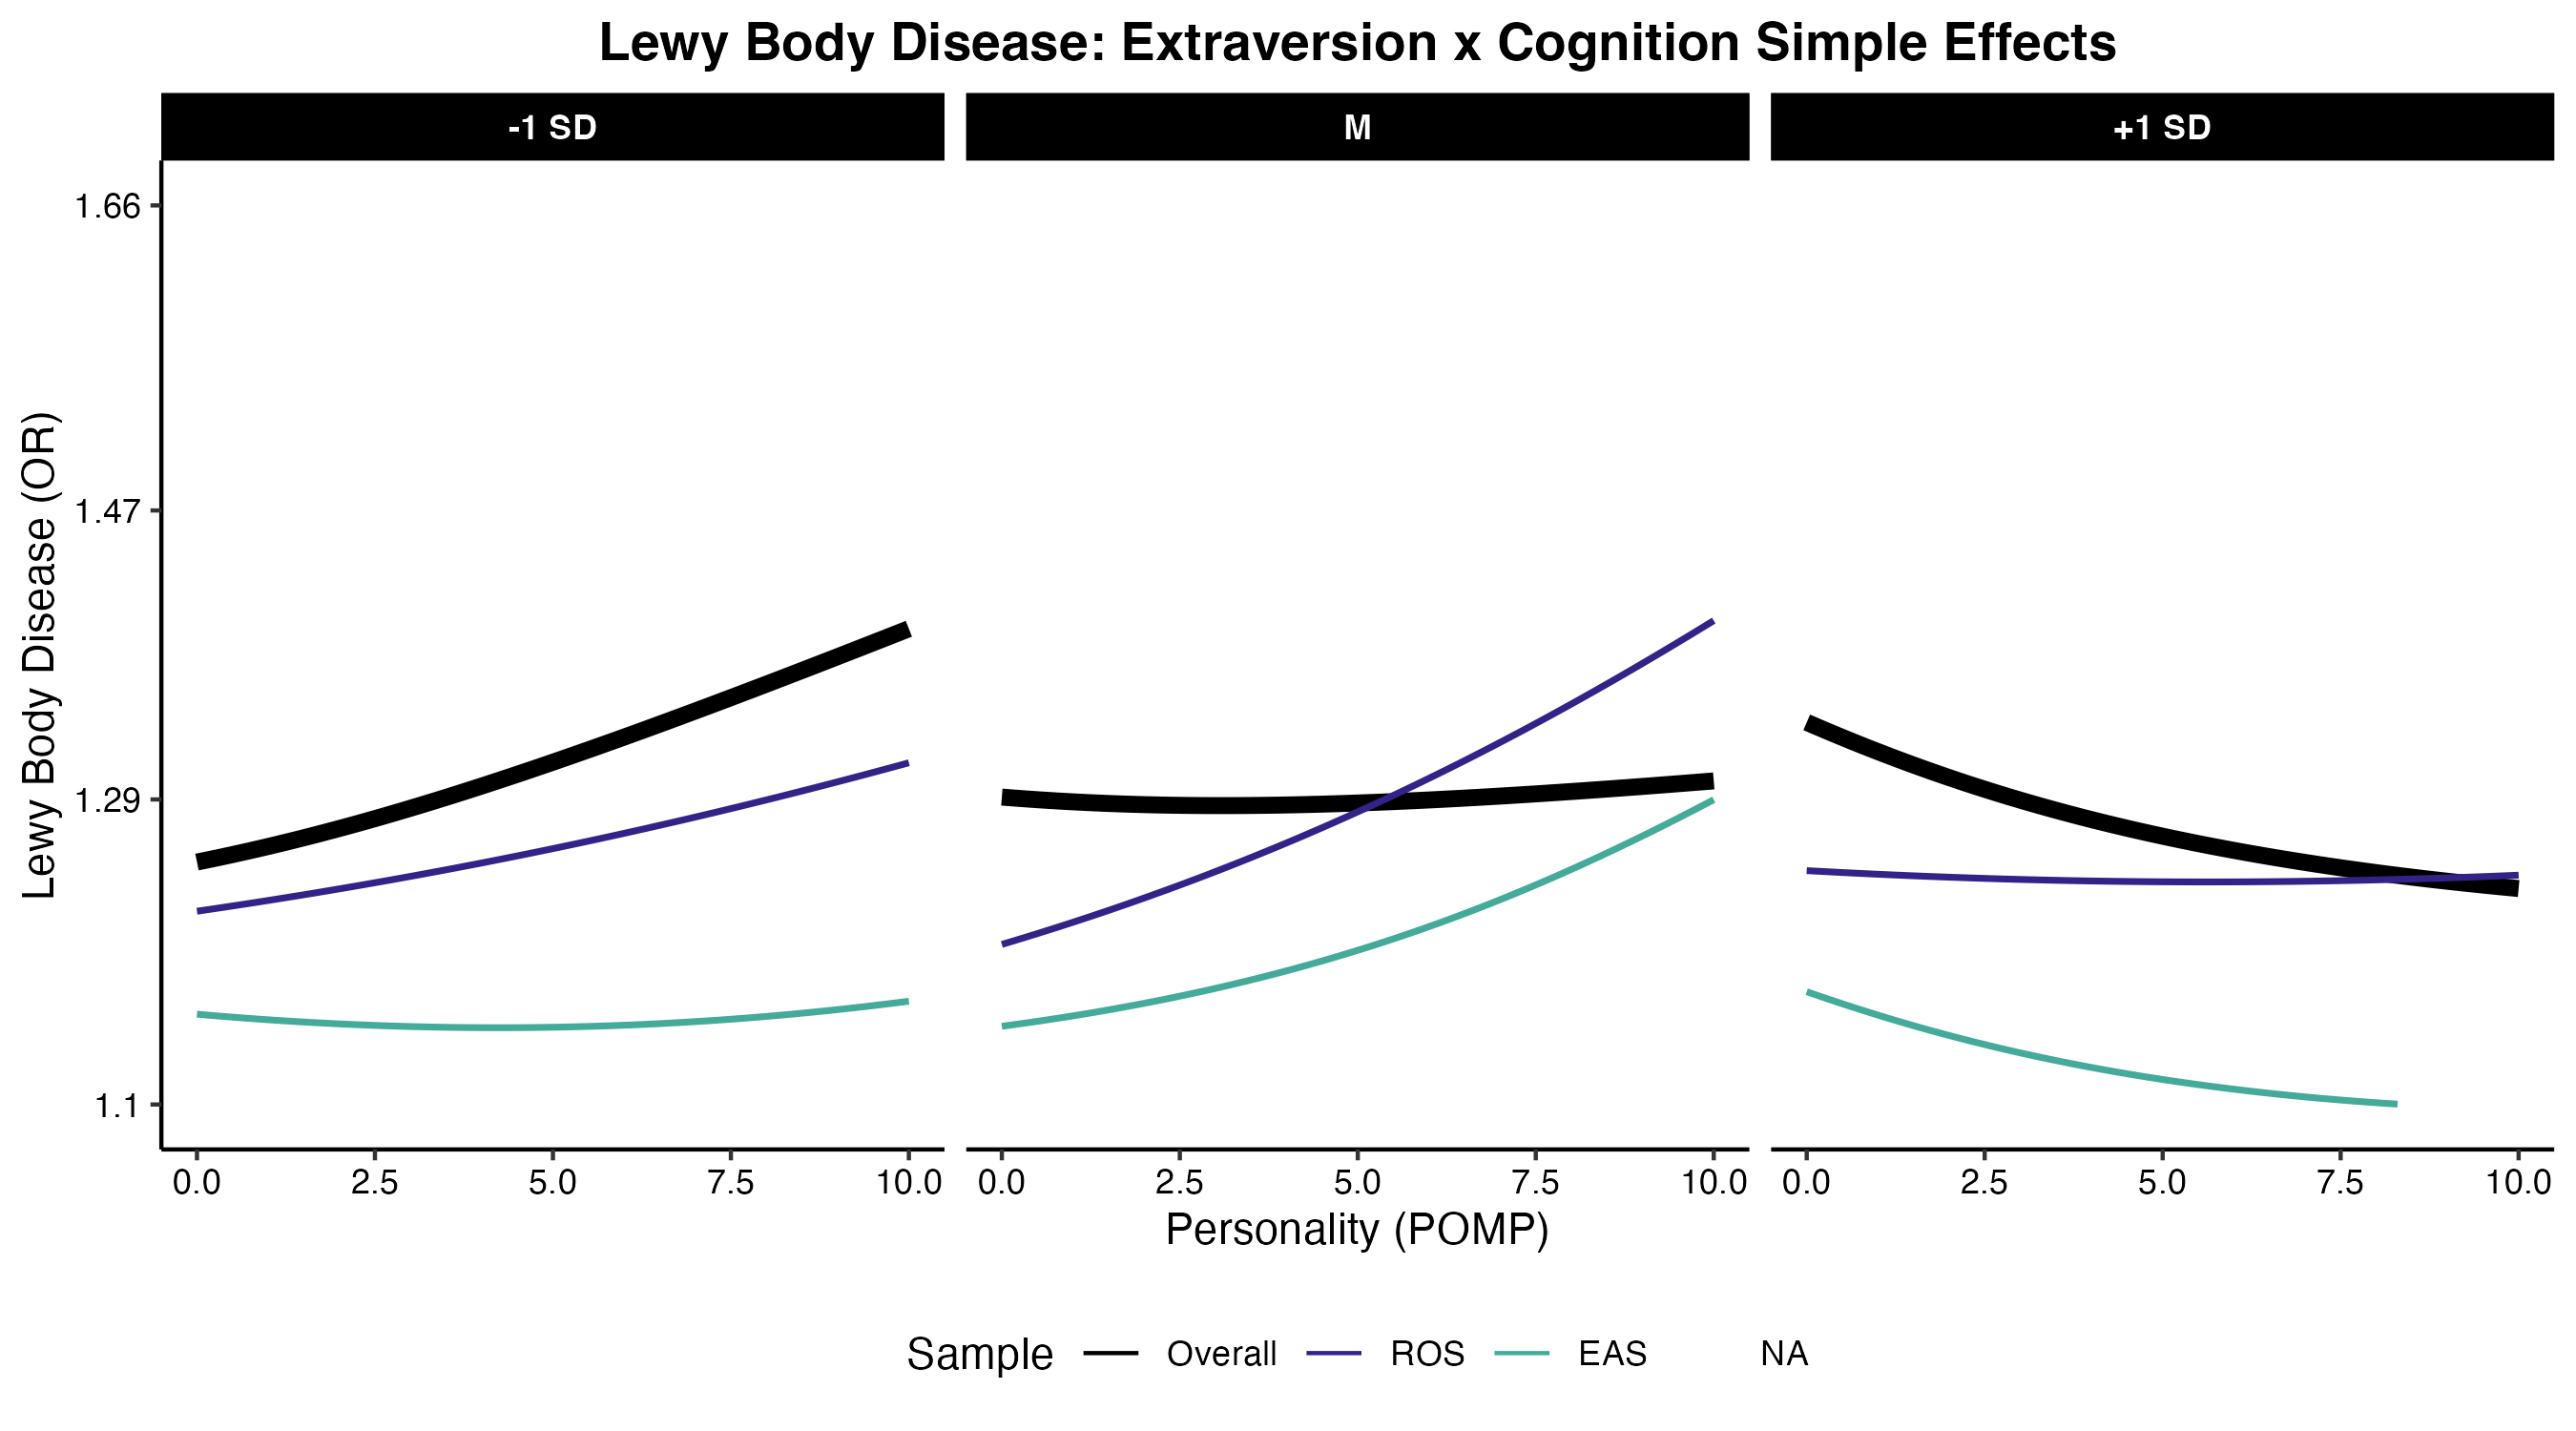 Lewy Body Disease: Extraversion x Cognition Simple Effects
-1 SD
M
+1 SD
Lewy Body Disease (OR)
1.66
1.47
1.29
1.1
0.0 2.5 5.0 7.5 10.0
0.0 2.5 5.0 7.5 10.0
0.0 2.5 5.0 7.5 10.0
Personality (POMP)
Sample Overall ROS EAS NA